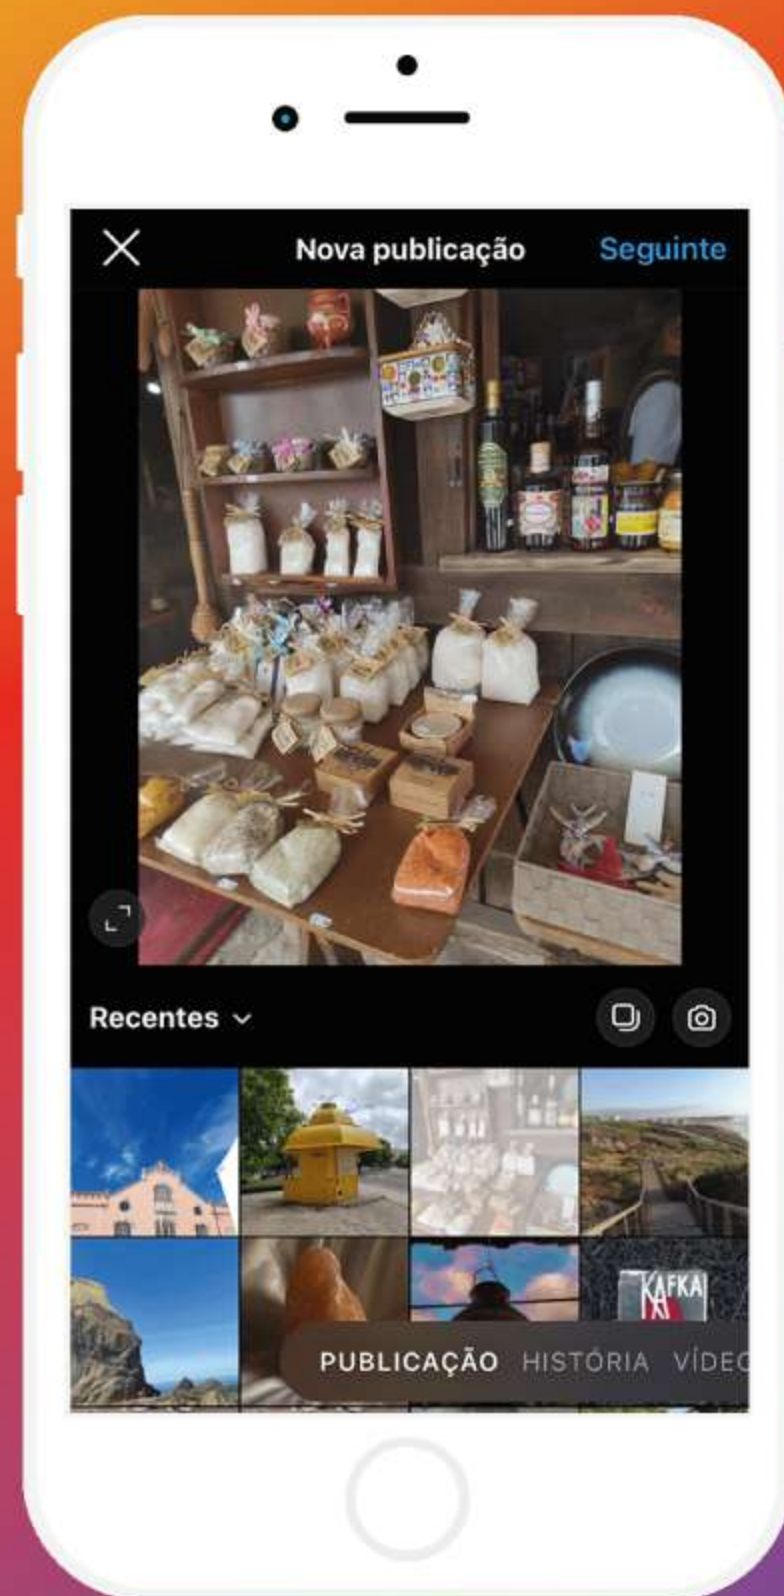 Nova publicação
Seguinte
Recentes
KAFKA
PUBLICAÇÃO
HISTÓRIA
VÍDEO